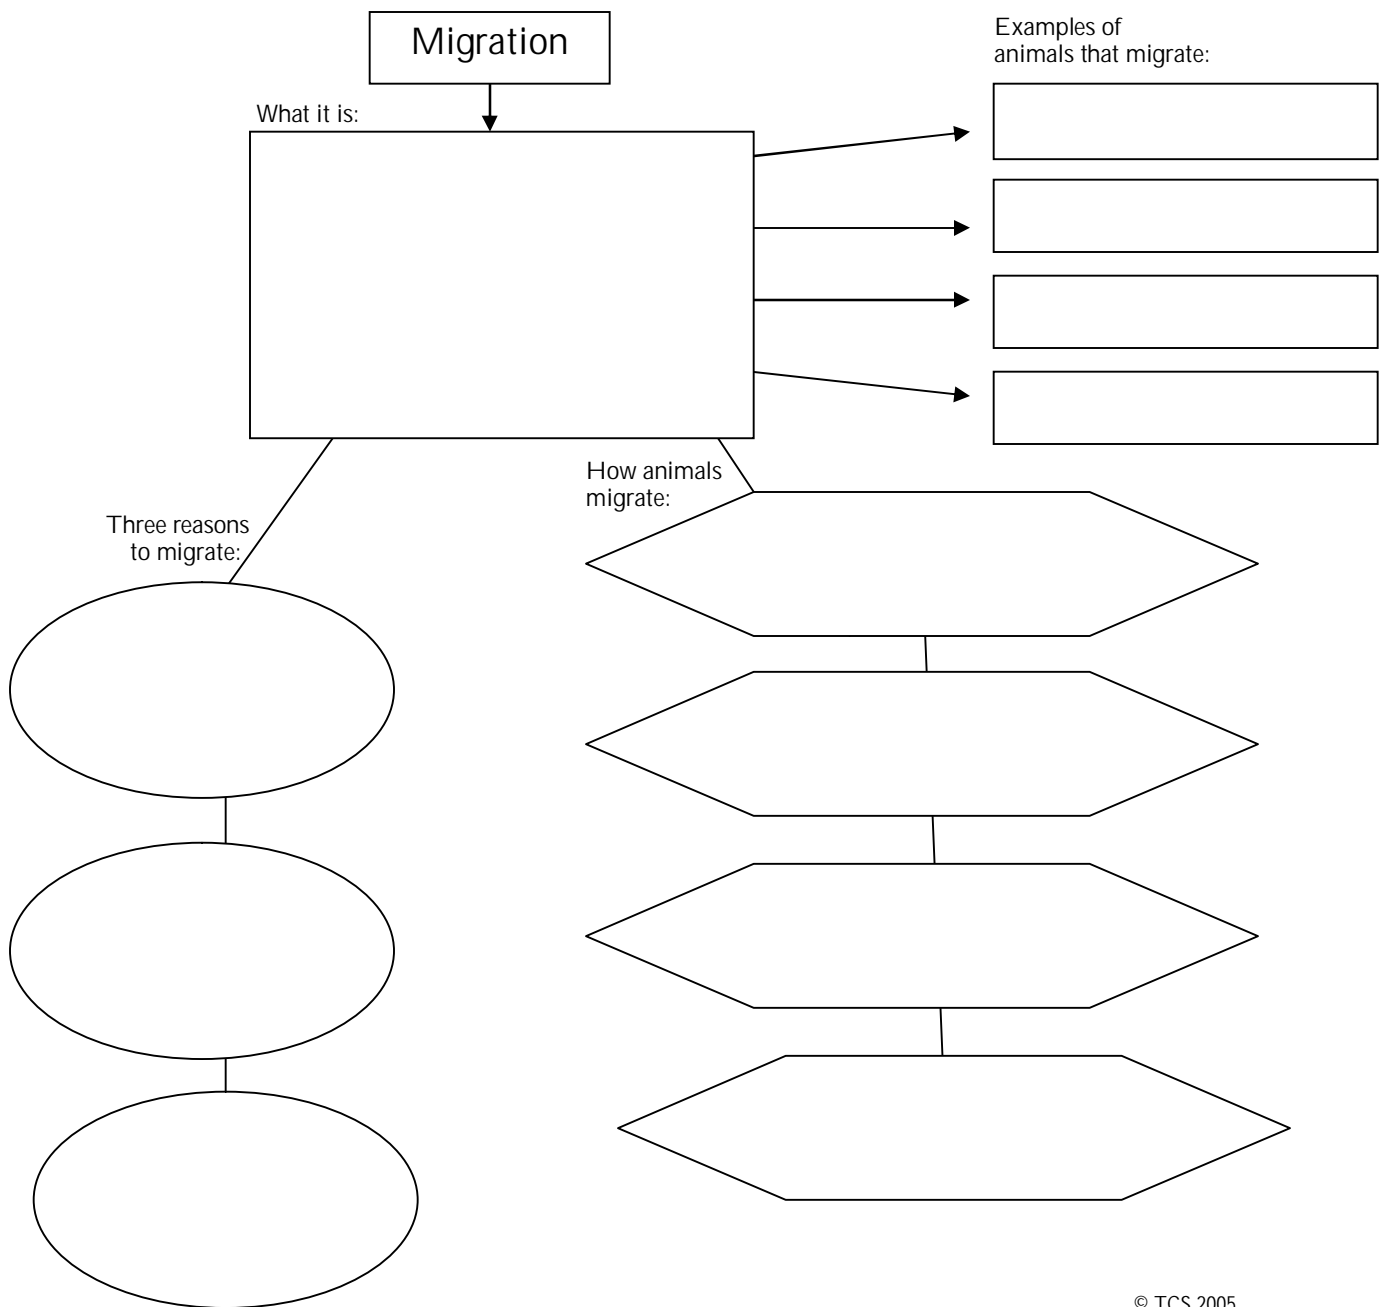 Migration
Examples of
animals that migrate:
What it is:
How animals
migrate:
Three reasons
to migrate:
© TCS 2005